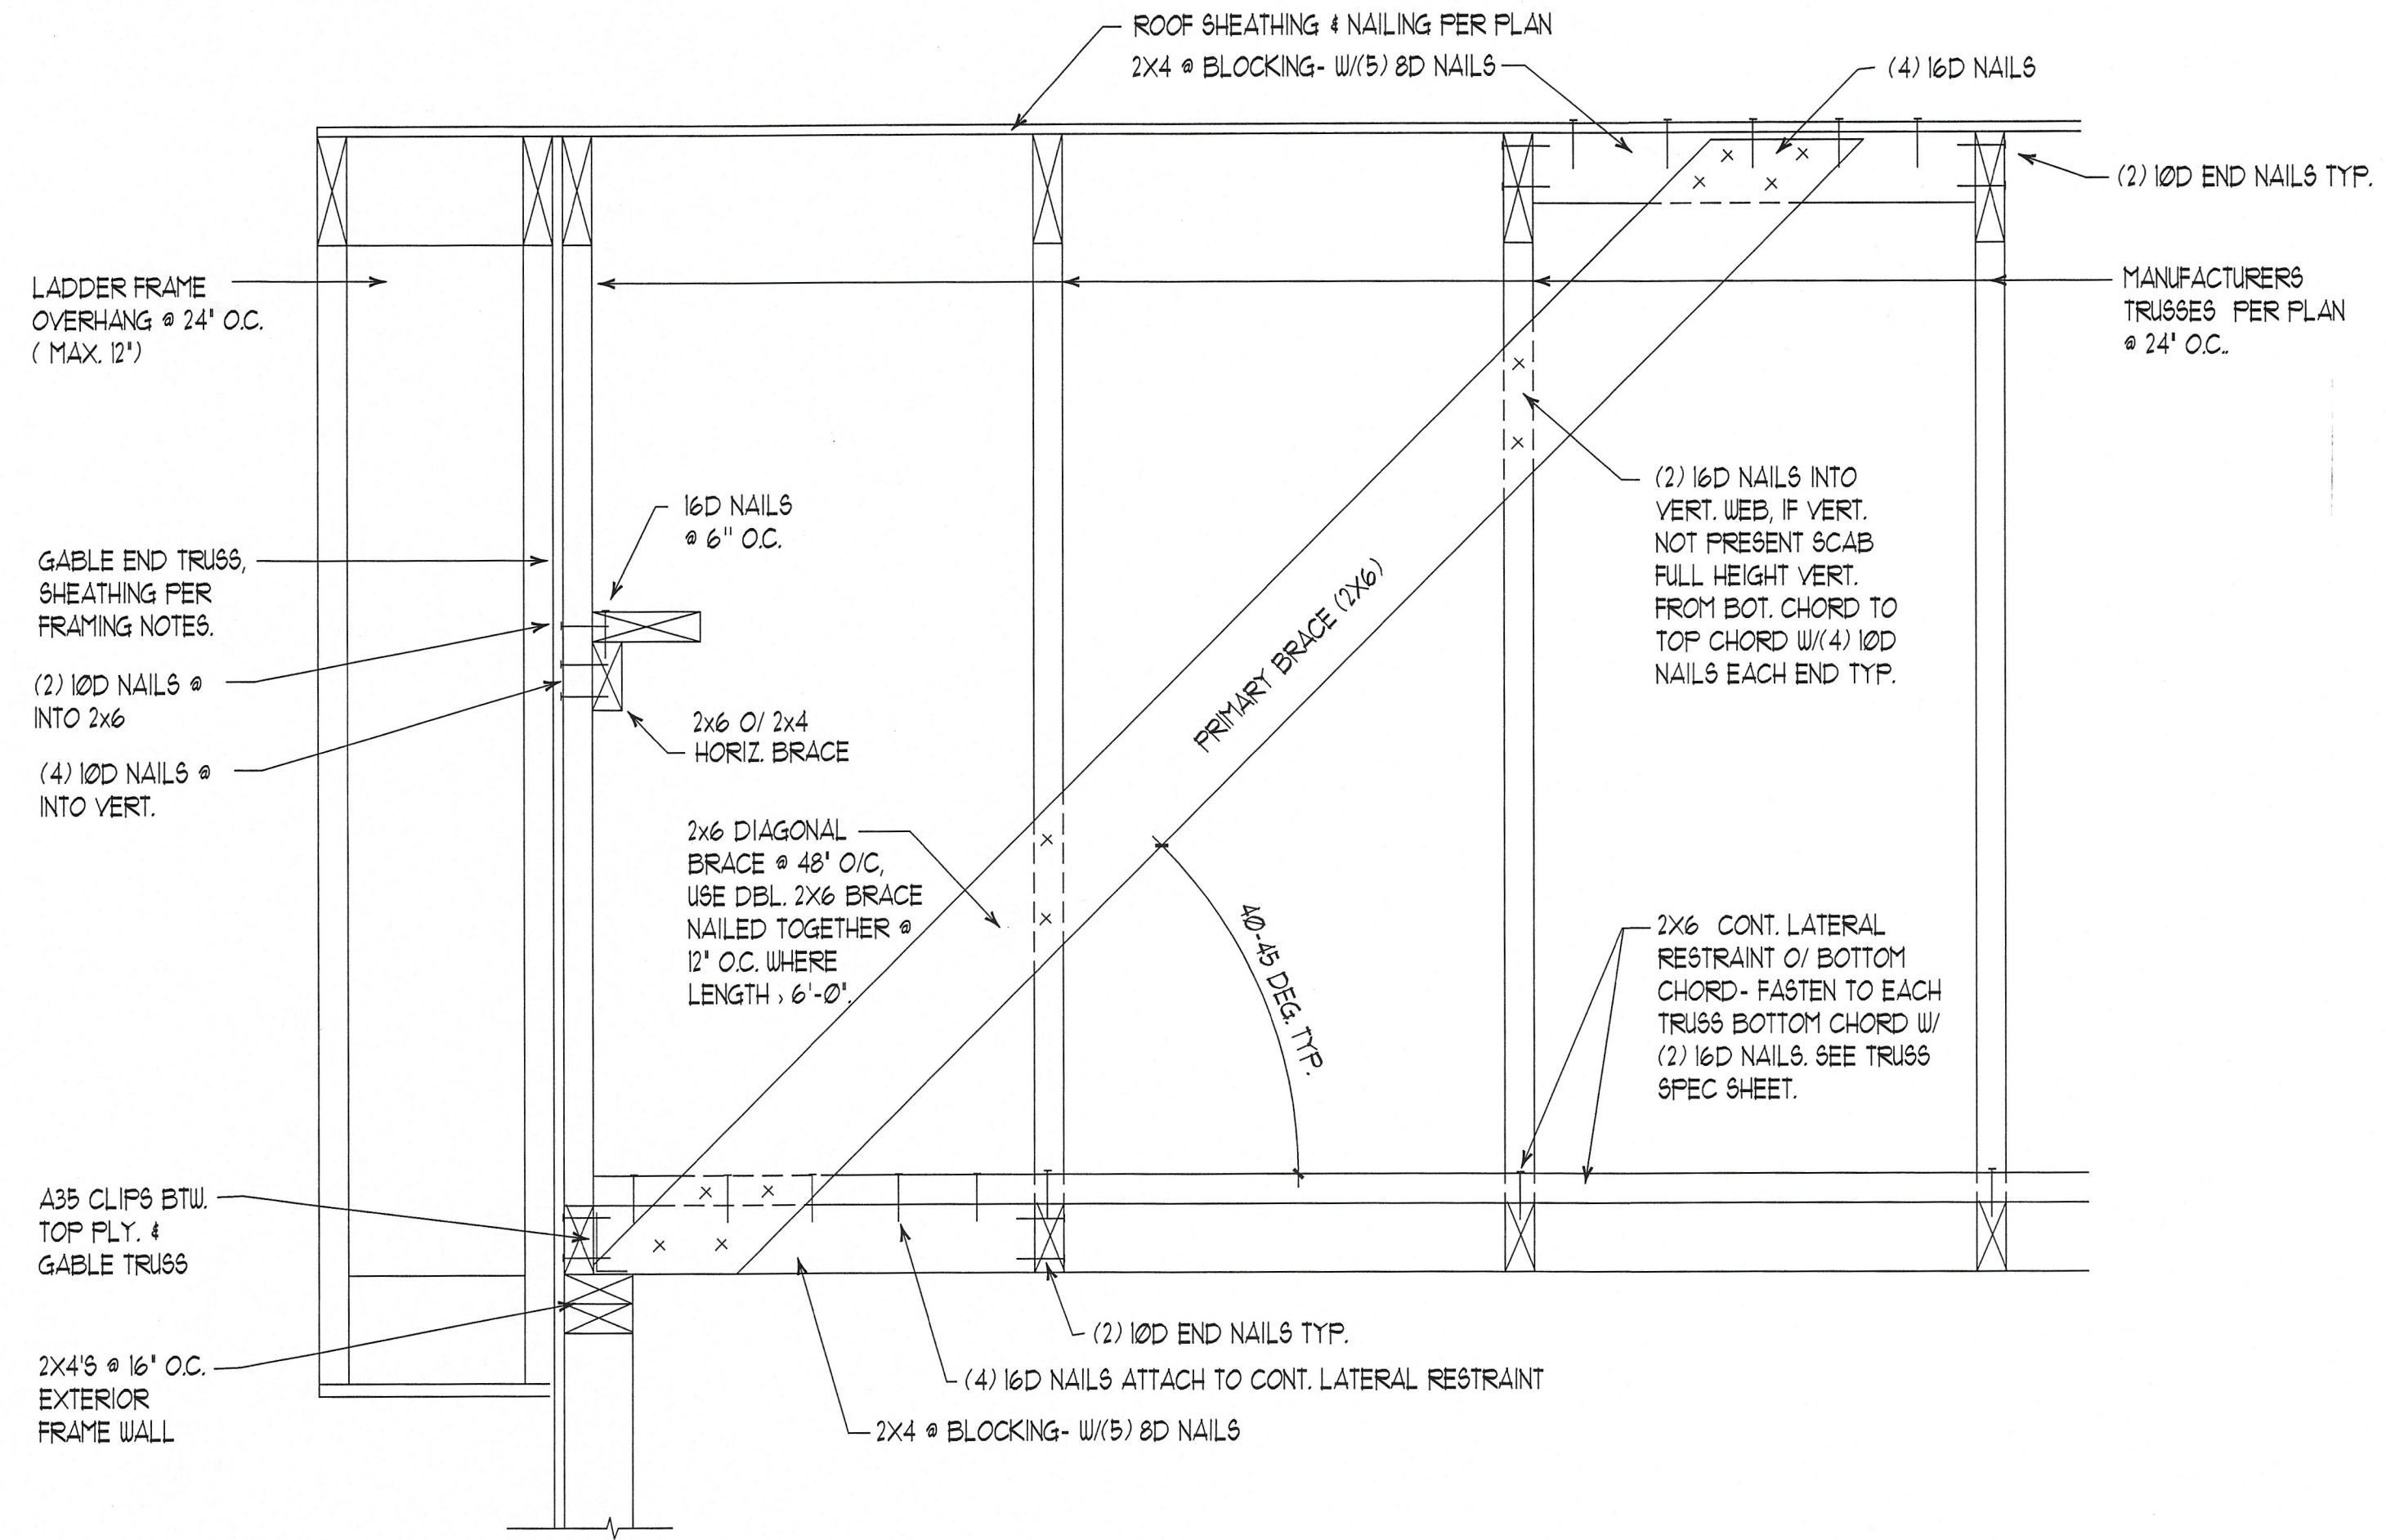 ROOF SHEATHING & NAILING PER PLAN
2X4 @ BLOCKING- W/(5) 8D NAILS
(4) 16D NAILS
(2) 10D END NAILS TYP.
LADDER FRAME
OVERHANG @ 24" O.C.
( MAX. 12")
MANUFACTURERS
TRUSSES PER PLAN
@ 24" O.C..
16D NAILS
@ 6" O.C.
(2) 16D NAILS INTO
VERT. WEB, IF VERT.
NOT PRESENT SCAB
FULL HEIGHT VERT.
FROM BOT. CHORD TO
TOP CHORD W/(4) 10D
NAILS EACH END TYP.
GABLE END TRUSS,
SHEATHING PER
FRAMING NOTES.
(2) 10D NAILS @
INTO 2x6
(4) 10D NAILS @
INTO VERT.
2x6 O/ 2x4
HORIZ. BRACE
PRIMARY BRACE (2X6)
2x6 DIAGONAL
BRACE @ 48" O/C,
USE DBL. 2X6 BRACE
NAILED TOGETHER @
12" O.C. WHERE
LENGTH > 6'-0".
40-45 DEG. TYP.
2X6 CONT. LATERAL
RESTRAINT O/ BOTTOM
CHORD- FASTEN TO EACH
TRUSS BOTTOM CHORD W/
(2) 16D NAILS. SEE TRUSS
SPEC SHEET.
A35 CLIPS BTW.
TOP PLY. &
GABLE TRUSS
2X4'S @ 16" O.C.
EXTERIOR
FRAME WALL
(2) 10D END NAILS TYP.
(4) 16D NAILS ATTACH TO CONT. LATERAL RESTRAINT
2X4 @ BLOCKING- W/(5) 8D NAILS